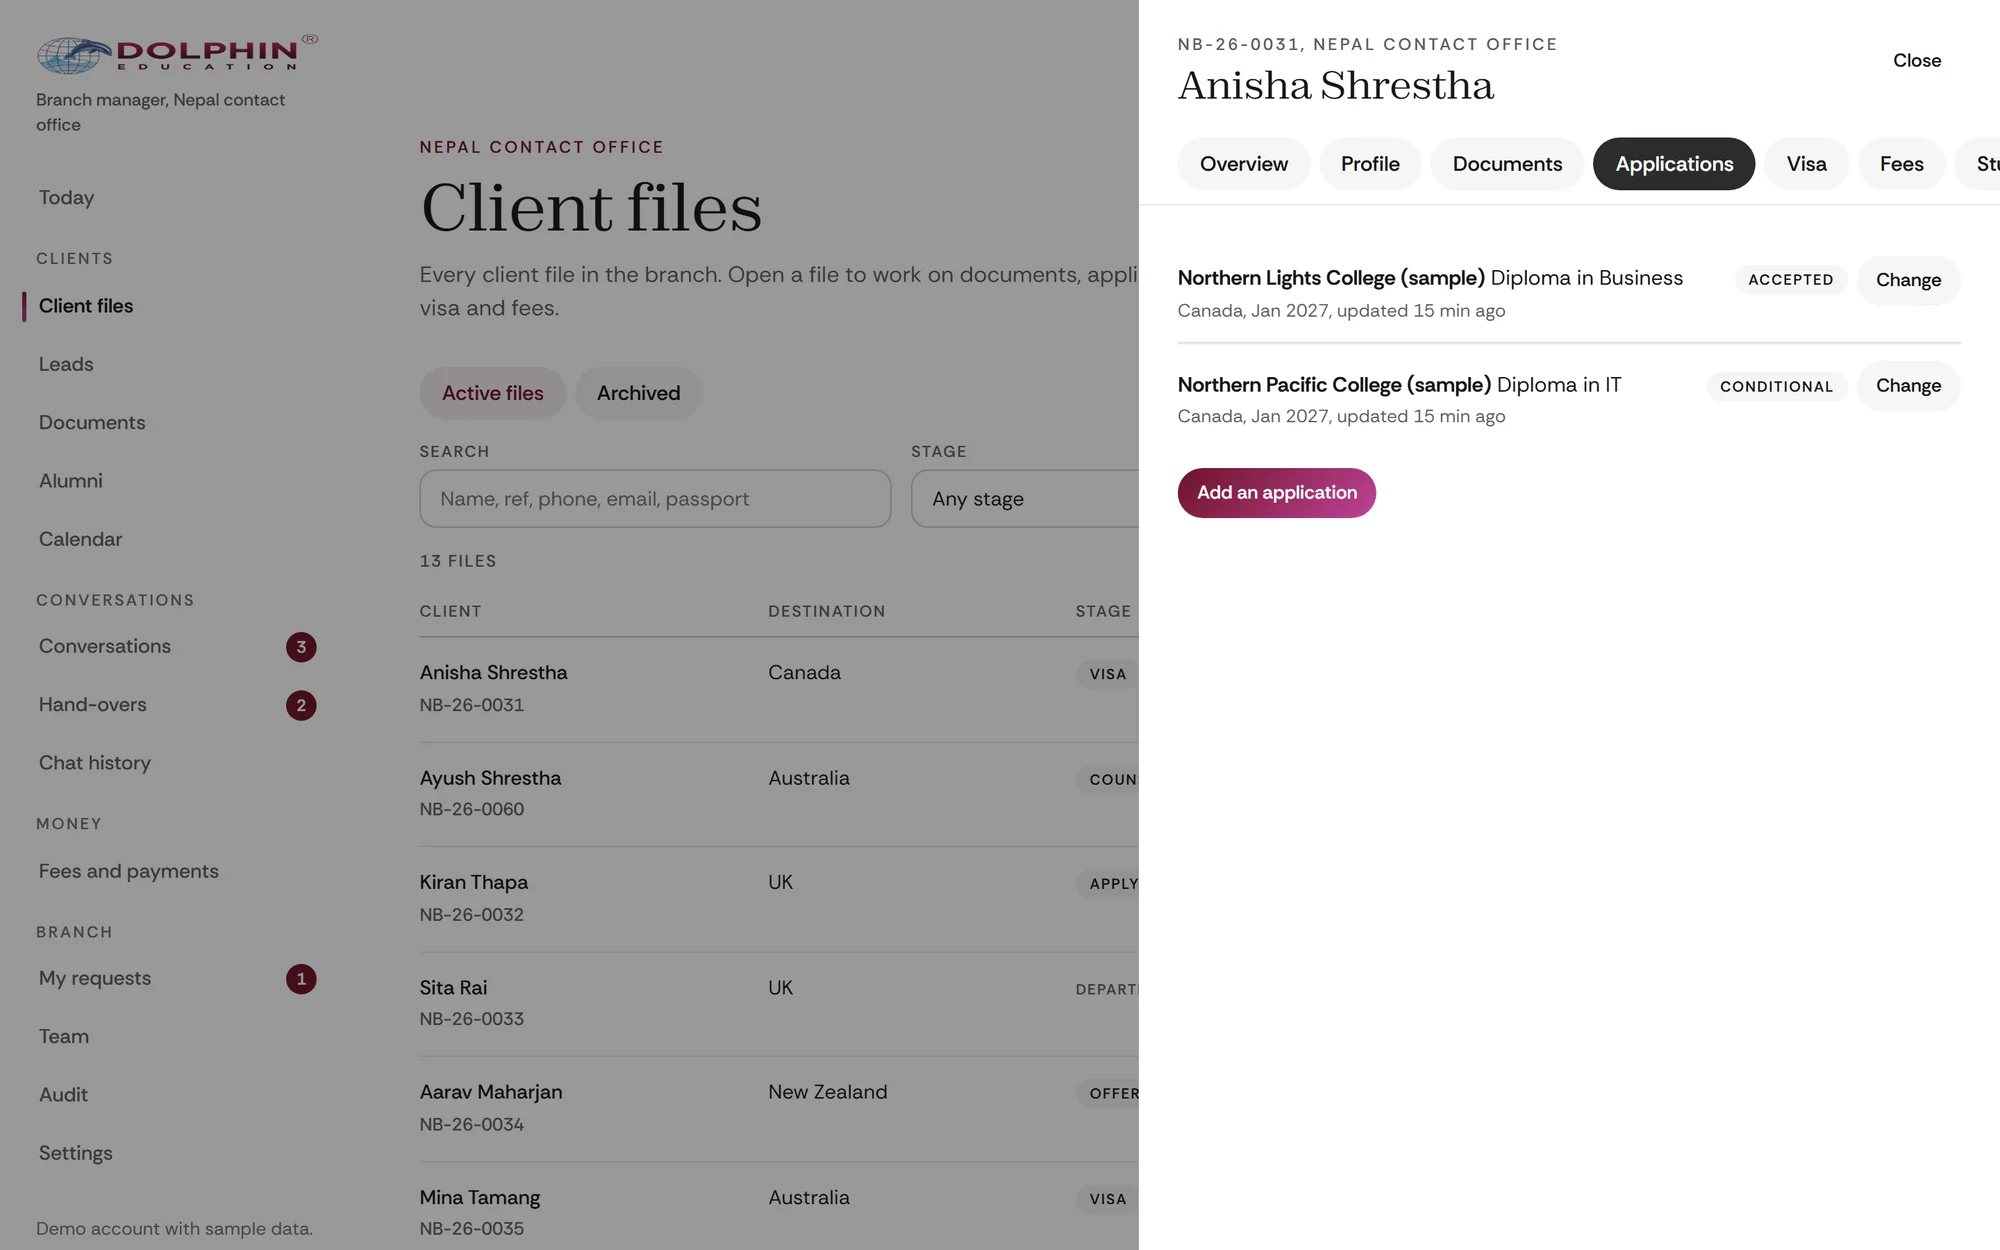 DOLPHIN®
EDUCATION
Branch manager, Nepal contact
office
Today
CLIENTS
Client files
Leads
Documents
Alumni
Calendar
CONVERSATIONS
Conversations 3
Hand-overs 2
Chat history
MONEY
Fees and payments
BRANCH
My requests 1
Team
Audit
Settings
Demo account with sample data.
NEPAL CONTACT OFFICE
Client files
Every client file in the branch. Open a file to work on documents, appli
visa and fees.
Active files Archived
SEARCH STAGE
Name, ref, phone, email, passport Any stage
13 FILES
CLIENT DESTINATION STAGE
Anisha Shrestha Canada VISA
NB-26-0031
Ayush Shrestha Australia COUN
NB-26-0060
Kiran Thapa UK APPLY
NB-26-0032
Sita Rai UK DEPART
NB-26-0033
Aarav Maharjan New Zealand OFFER
NB-26-0034
Mina Tamang Australia VISA
NB-26-0035
NB-26-0031, NEPAL CONTACT OFFICE
Anisha Shrestha
Close
Overview Profile Documents Applications Visa Fees Stu
Northern Lights College (sample) Diploma in Business ACCEPTED Change
Canada, Jan 2027, updated 15 min ago
Northern Pacific College (sample) Diploma in IT CONDITIONAL Change
Canada, Jan 2027, updated 15 min ago
Add an application